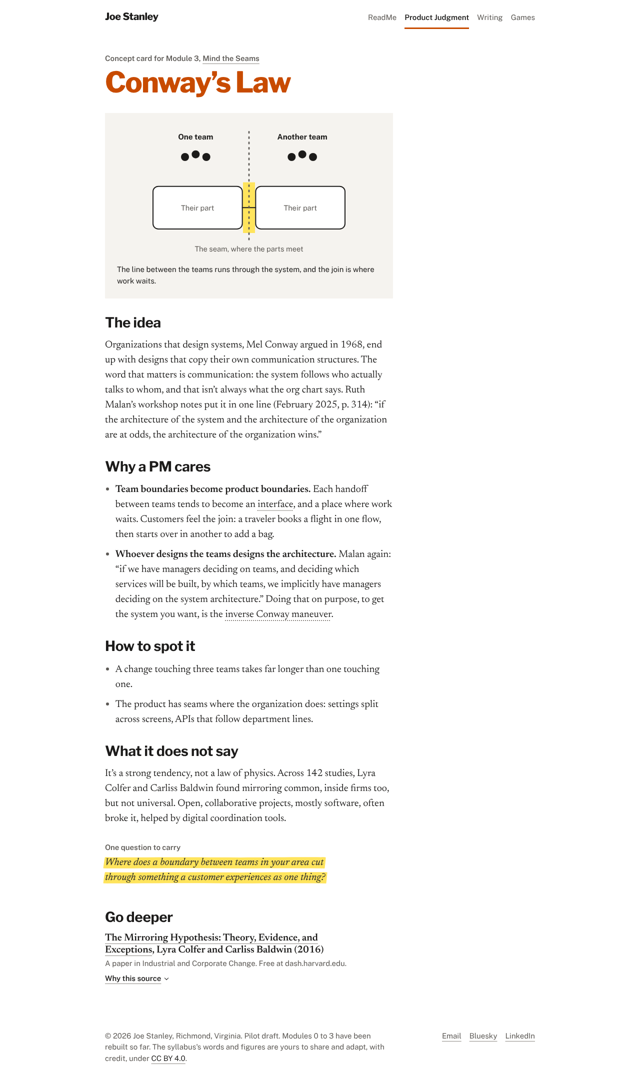 Joe Stanley
ReadMe Product Judgment Writing Games
Concept card for Module 3, Mind the Seams
Conway’s Law
One team Another team
Their part Their part
The seam, where the parts meet
The line between the teams runs through the system, and the join is where
work waits.
The idea
Organizations that design systems, Mel Conway argued in 1968, end
up with designs that copy their own communication structures. The
word that matters is communication: the system follows who actually
talks to whom, and that isn’t always what the org chart says. Ruth
Malan’s workshop notes put it in one line (February 2025, p. 314): “if
the architecture of the system and the architecture of the organization
are at odds, the architecture of the organization wins.”
Why a PM cares
• Team boundaries become product boundaries. Each handoff
between teams tends to become an interface, and a place where work
waits. Customers feel the join: a traveler books a flight in one flow,
then starts over in another to add a bag.
• Whoever designs the teams designs the architecture. Malan again:
“if we have managers deciding on teams, and deciding which
services will be built, by which teams, we implicitly have managers
deciding on the system architecture.” Doing that on purpose, to get
the system you want, is the inverse Conway maneuver.
How to spot it
• A change touching three teams takes far longer than one touching
one.
• The product has seams where the organization does: settings split
across screens, APIs that follow department lines.
What it does not say
It’s a strong tendency, not a law of physics. Across 142 studies, Lyra
Colfer and Carliss Baldwin found mirroring common, inside firms too,
but not universal. Open, collaborative projects, mostly software, often
broke it, helped by digital coordination tools.
One question to carry
Where does a boundary between teams in your area cut
through something a customer experiences as one thing?
Go deeper
The Mirroring Hypothesis: Theory, Evidence, and
Exceptions, Lyra Colfer and Carliss Baldwin (2016)
A paper in Industrial and Corporate Change. Free at dash.harvard.edu.
Why this source
© 2026 Joe Stanley, Richmond, Virginia. Pilot draft. Modules 0 to 3 have been
rebuilt so far. The syllabus’s words and figures are yours to share and adapt, with
credit, under CC BY 4.0.
Email Bluesky LinkedIn